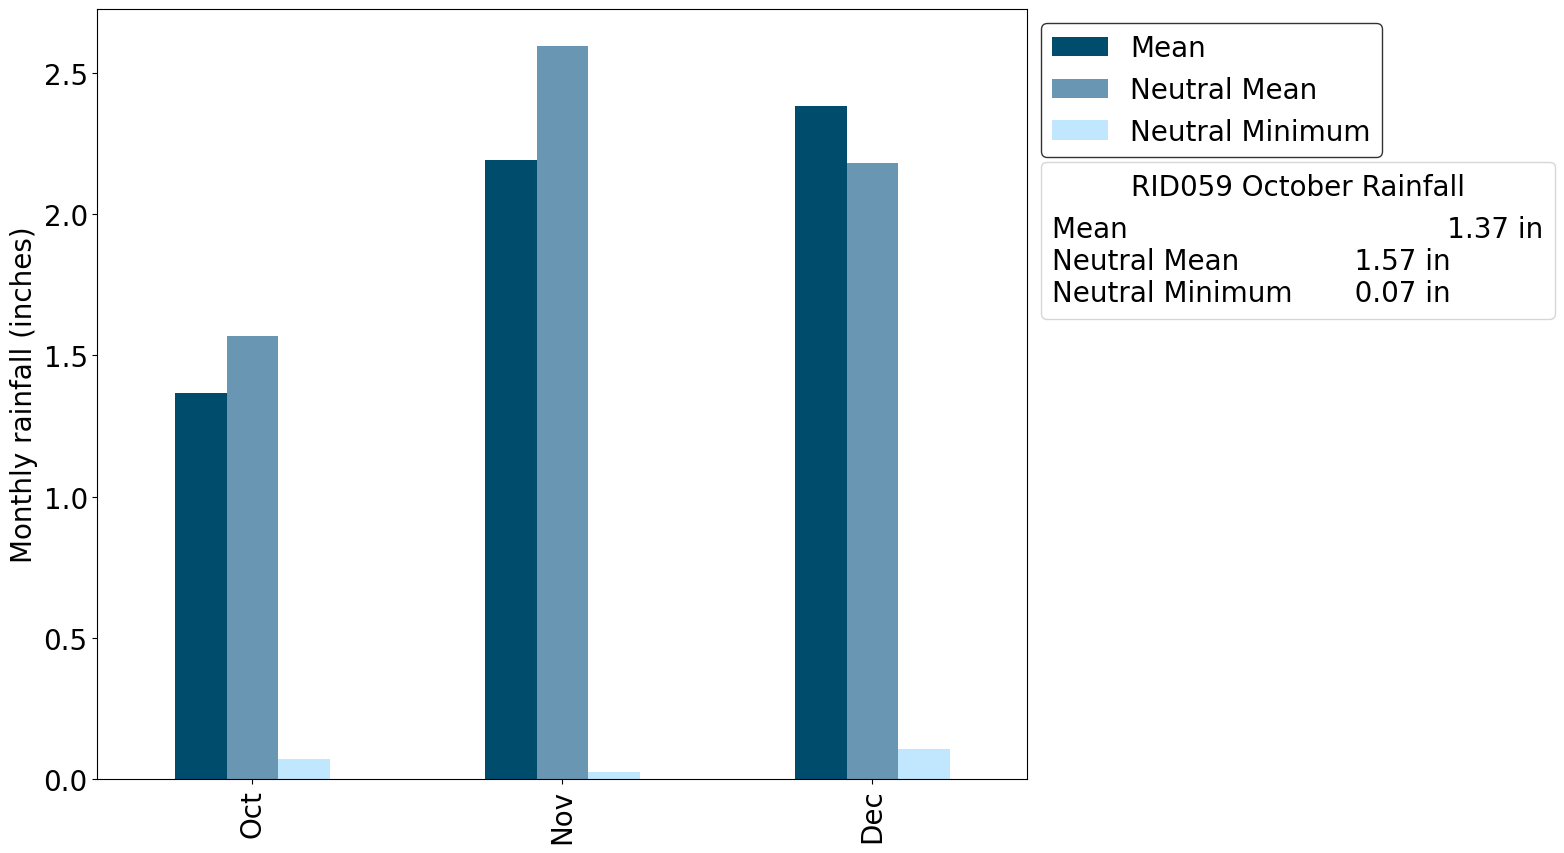 Monthly rainfall (inches)
2.5
2.0
1.5
1.0
0.5
0.0
Oct
Nov
Dec
Mean
Neutral Mean
Neutral Minimum
RID059 October Rainfall
Mean 1.37 in
Neutral Mean 1.57 in
Neutral Minimum 0.07 in